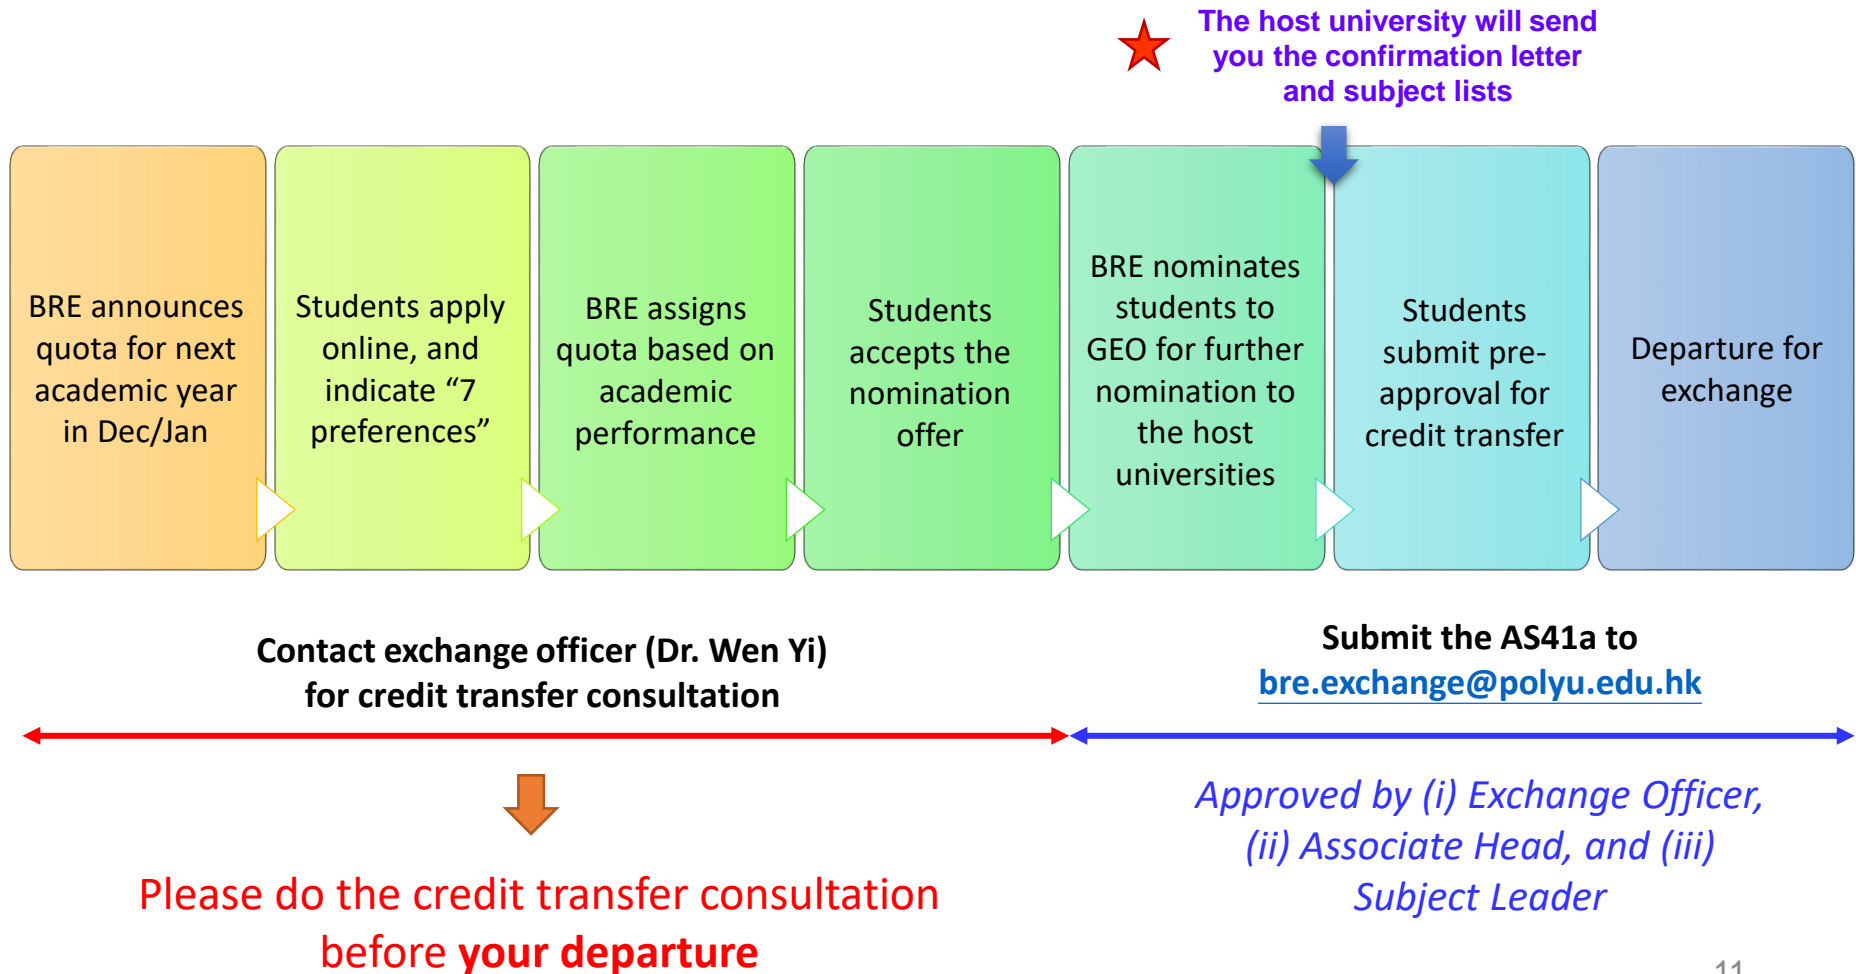 The host university will send
you the confirmation letter
and subject lists
BRE announces
quota for next
academic year
in Dec/Jan
Students apply
online, and
indicate “7
preferences”
BRE assigns
quota based on
academic
performance
Students
accepts the
nomination
offer
BRE nominates
students to
GEO for further
nomination to
the host
universities
Students
submit pre-
approval for
credit transfer
Departure for
exchange
Contact exchange officer (Dr. Wen Yi)
for credit transfer consultation
Submit the AS41a to
bre.exchange@polyu.edu.hk
Please do the credit transfer consultation
before your departure
Approved by (i) Exchange Officer,
(ii) Associate Head, and (iii)
Subject Leader
11